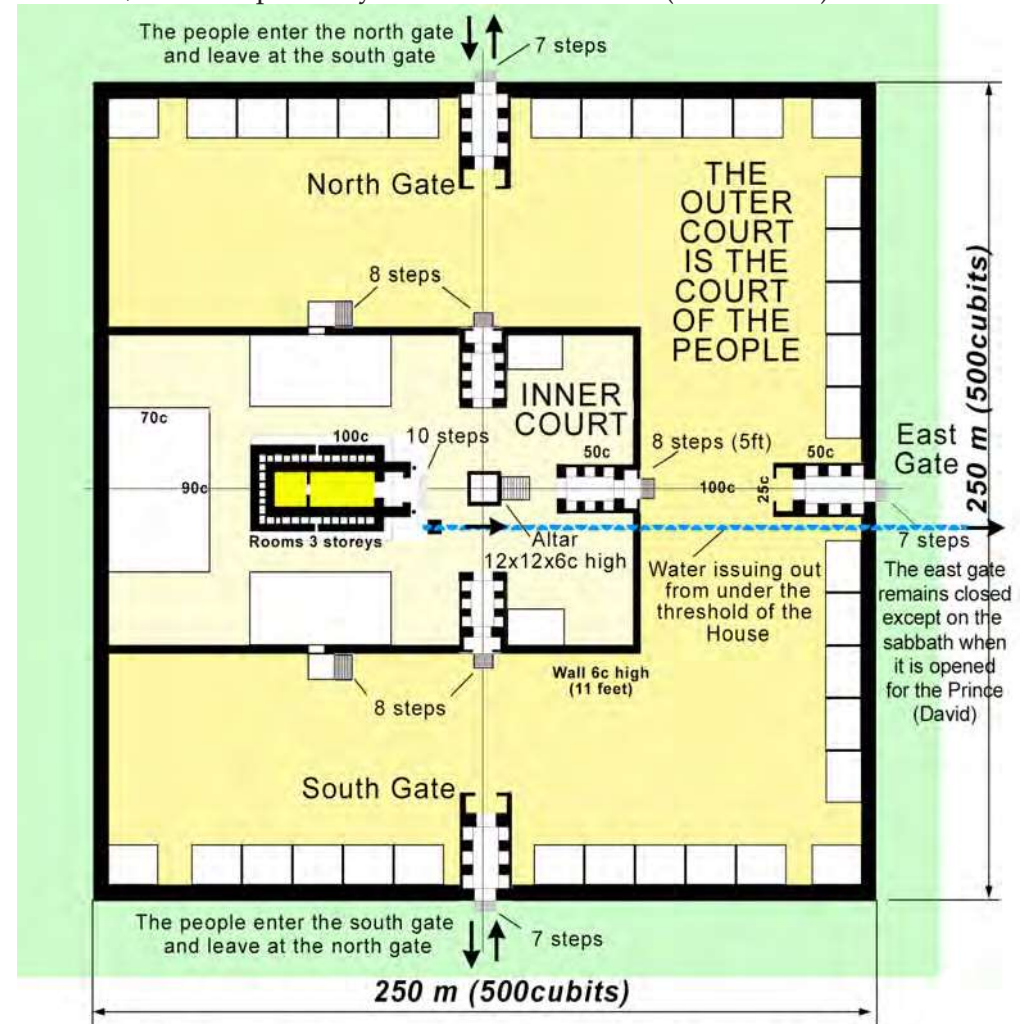 The people enter the north gate
and leave at the south gate
7 steps
North Gate
THE
OUTER
COURT
IS THE
COURT
OF THE
PEOPLE
8 steps
INNER
COURT
250 m (500cubits)
70c
90c
100c
10 steps
50c
8 steps (5ft)
100c
50c
25c
East
Gate
Rooms 3 storeys
Altar
12x12x6c high
7 steps
Water issuing out
from under the
threshold of the
House
The east gate
remains closed
except on the
sabbath when
it is opened
for the Prince
(David)
Wall 6c high
(11 feet)
8 steps
South Gate
The people enter the south gate
and leave at the north gate
7 steps
250 m (500cubits)